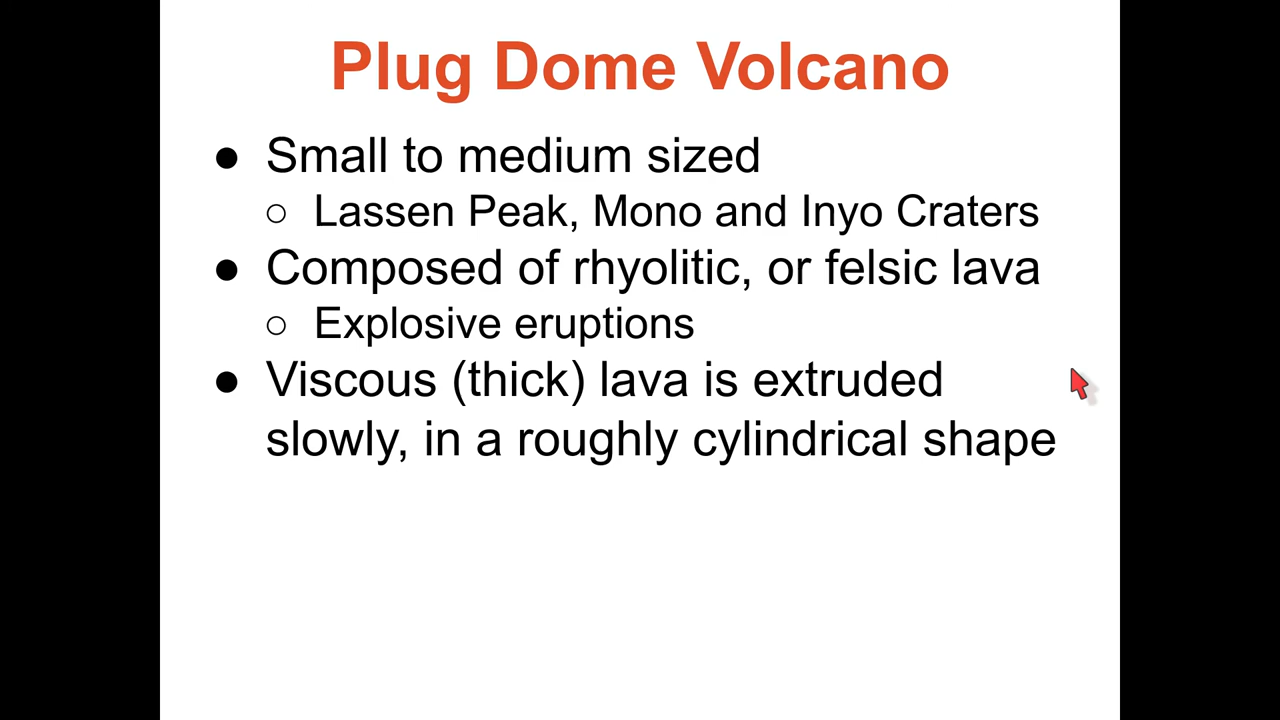 Plug Dome Volcano
● Small to medium sized
○ Lassen Peak, Mono and Inyo Craters
● Composed of rhyolitic, or felsic lava
○ Explosive eruptions
● Viscous (thick) lava is extruded
slowly, in a roughly cylindrical shape